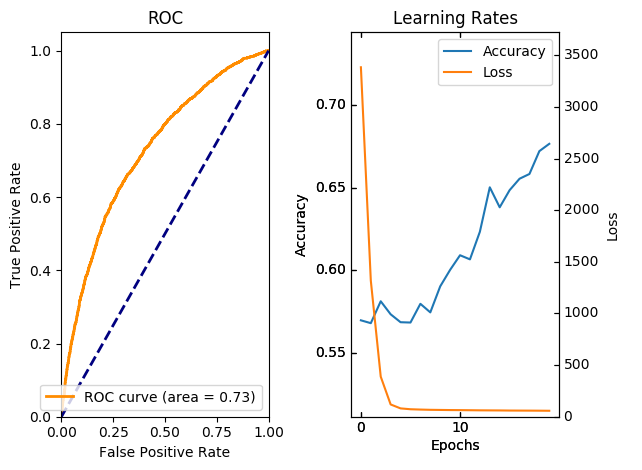 ROC
True Positive Rate
1.0
0.8
0.6
0.4
0.2
0.0
ROC curve (area = 0.73)
0.00 0.25 0.50 0.75 1.00
False Positive Rate
Learning Rates
Accuracy
Loss
Accuracy
0.70
0.65
0.60
0.55
3500
3000
2500
2000
1500
1000
500
0
Loss
0 10
Epochs